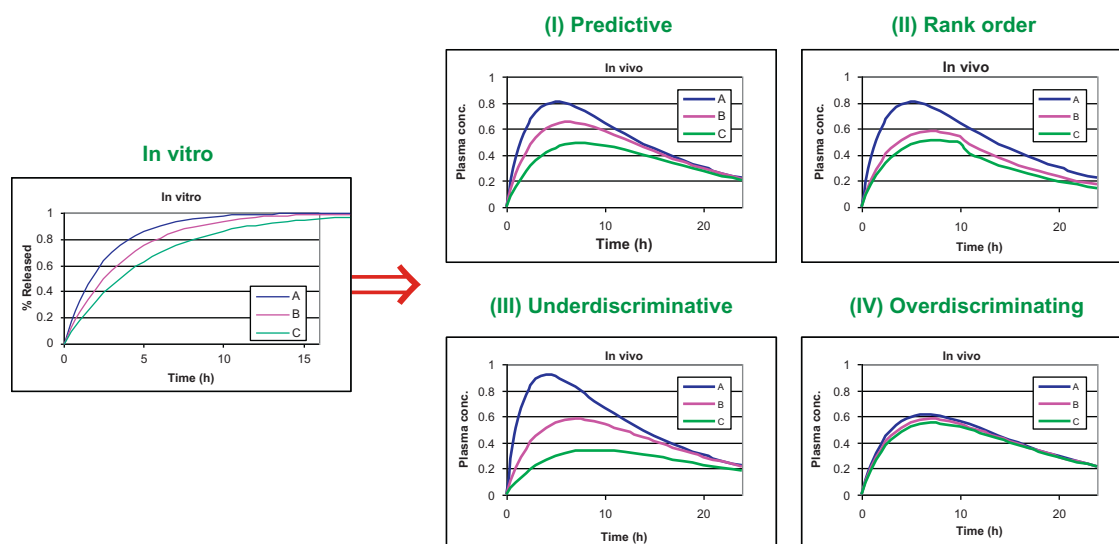 (I) Predictive
(II) Rank order
In vivo
Plasma conc.
1
0.8
0.6
0.4
0.2
0
0
10
20
Time (h)
A
B
C
In vivo
Plasma conc.
1
0.8
0.6
0.4
0.2
0
0
10
20
Time (h)
A
B
C
In vitro
In vitro
% Released
1
0.8
0.6
0.4
0.2
0
0
5
10
15
Time (h)
A
B
C
(III) Underdiscriminative
(IV) Overdiscriminating
In vivo
Plasma conc.
1
0.8
0.6
0.4
0.2
0
0
10
20
Time (h)
A
B
C
In vivo
Plasma conc.
1
0.8
0.6
0.4
0.2
0
0
10
20
Time (h)
A
B
C